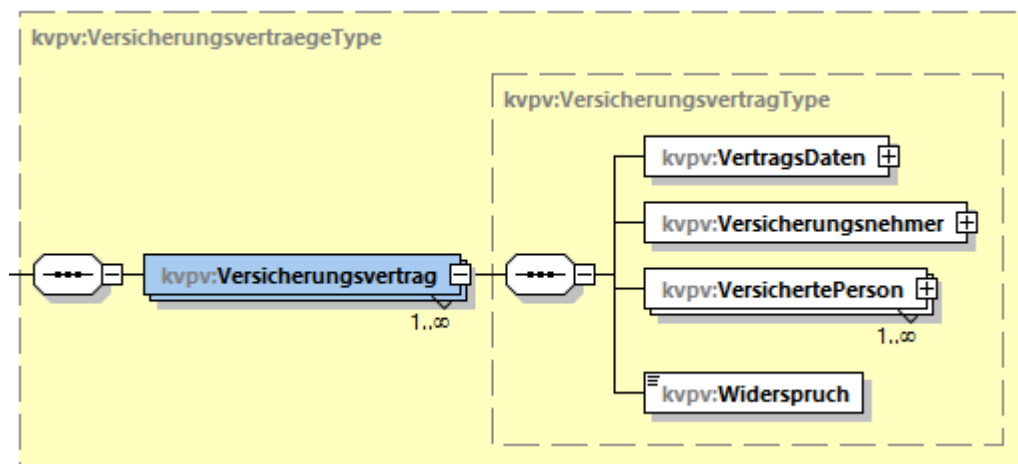 kvpv:VersicherungsvertraegeType
kvpv:VersicherungsvertragType
kvpv:VertragsDaten
kvpv:Versicherungsnehmer
kvpv:Versicherungsvertrag
1..∞
kvpv:VersichertePerson
1..∞
kvpv:Widerspruch